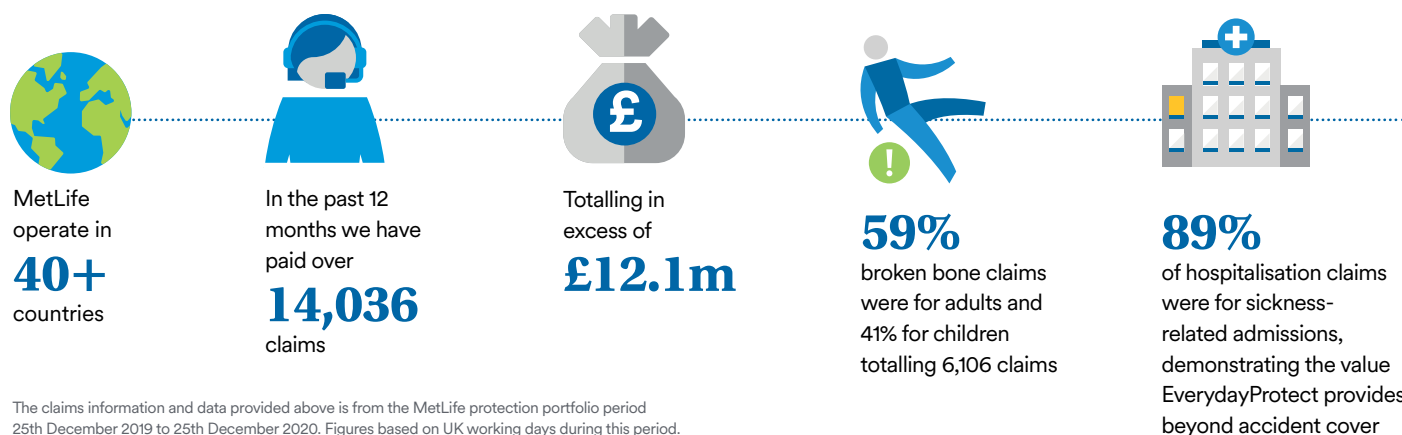 £
!
MetLife
operate in
40+
countries
In the past 12
months we have
paid over
14,036
claims
Totalling in
excess of
£12.1m
59%
broken bone claims
were for adults and
41% for children
totalling 6,106 claims
89%
of hospitalisation claims
were for sickness-
related admissions,
demonstrating the value
EverydayProtect provides
beyond accident cover
The claims information and data provided above is from the MetLife protection portfolio period
25th December 2019 to 25th December 2020. Figures based on UK working days during this period.